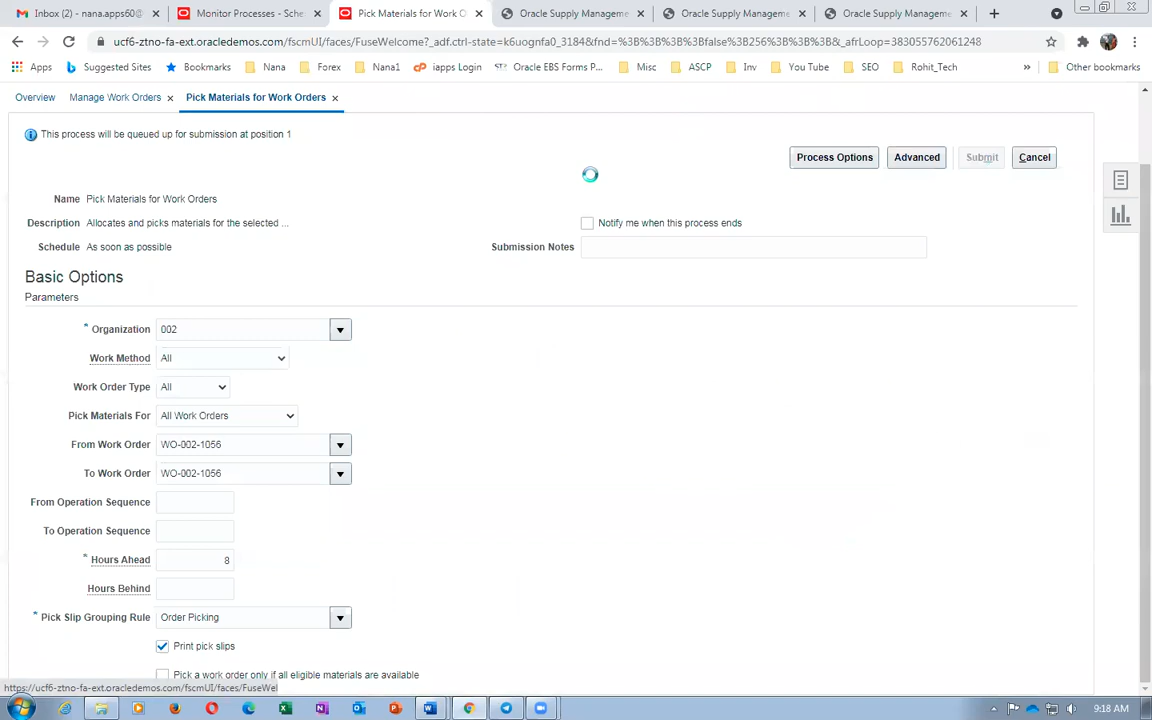 Inbox (2) - nana.apps60@
Monitor Processes - Sche
Pick Materials for Work O
Oracle Supply Manageme
Oracle Supply Manageme
Oracle Supply Manageme
ucf6-ztno-fa-ext.oracledemos.com/fscmUI/faces/FuseWelcome?_adf.ctrl-state=k6uognfa0_3184&fnd=%3B%3B%3B%3Bfalse%3B256%3B%3B%3B&_afrLoop=383055762061248
Apps
Suggested Sites
Bookmarks
Nana
Forex
Nana1
iapps Login
Oracle EBS Forms P...
Misc
ASCP
Inv
You Tube
SEO
Rohit_Tech
»
Other bookmarks
Overview
Manage Work Orders
Pick Materials for Work Orders
This process will be queued up for submission at position 1
Process Options
Advanced
Submit
Cancel
Name Pick Materials for Work Orders
Description Allocates and picks materials for the selected ...
Notify me when this process ends
Schedule As soon as possible
Submission Notes
Basic Options
Parameters
* Organization 002
Work Method All
Work Order Type All
Pick Materials For All Work Orders
From Work Order WO-002-1056
To Work Order WO-002-1056
From Operation Sequence
To Operation Sequence
* Hours Ahead 8
Hours Behind
* Pick Slip Grouping Rule Order Picking
Print pick slips
Pick a work order only if all eligible materials are available
https://ucf6-ztno-fa-ext.oracledemos.com/fscmUI/faces/FuseWel
9:18 AM